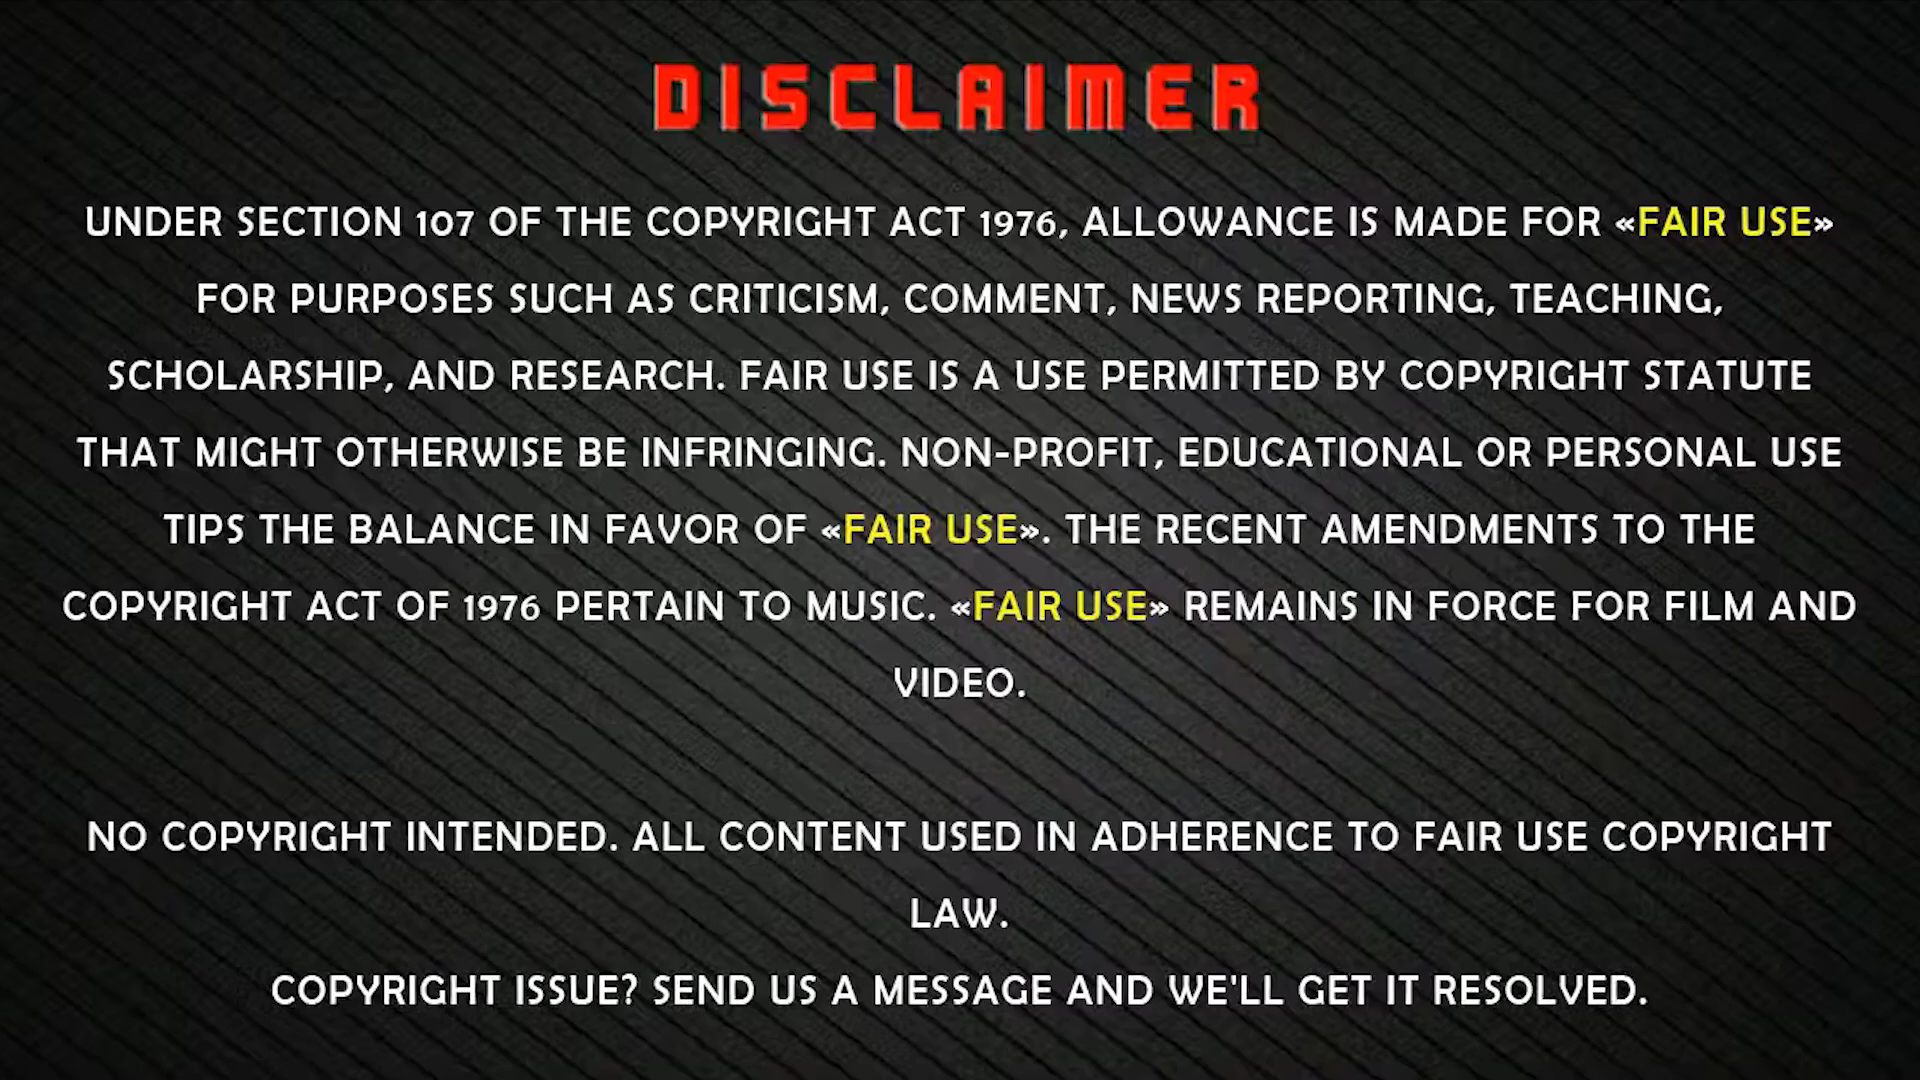 DISCLAIMER
UNDER SECTION 107 OF THE COPYRIGHT ACT 1976, ALLOWANCE IS MADE FOR «FAIR USE»
FOR PURPOSES SUCH AS CRITICISM, COMMENT, NEWS REPORTING, TEACHING,
SCHOLARSHIP, AND RESEARCH. FAIR USE IS A USE PERMITTED BY COPYRIGHT STATUTE
THAT MIGHT OTHERWISE BE INFRINGING. NON-PROFIT, EDUCATIONAL OR PERSONAL USE
TIPS THE BALANCE IN FAVOR OF «FAIR USE». THE RECENT AMENDMENTS TO THE
COPYRIGHT ACT OF 1976 PERTAIN TO MUSIC. «FAIR USE» REMAINS IN FORCE FOR FILM AND
VIDEO.
NO COPYRIGHT INTENDED. ALL CONTENT USED IN ADHERENCE TO FAIR USE COPYRIGHT
LAW.
COPYRIGHT ISSUE? SEND US A MESSAGE AND WE'LL GET IT RESOLVED.